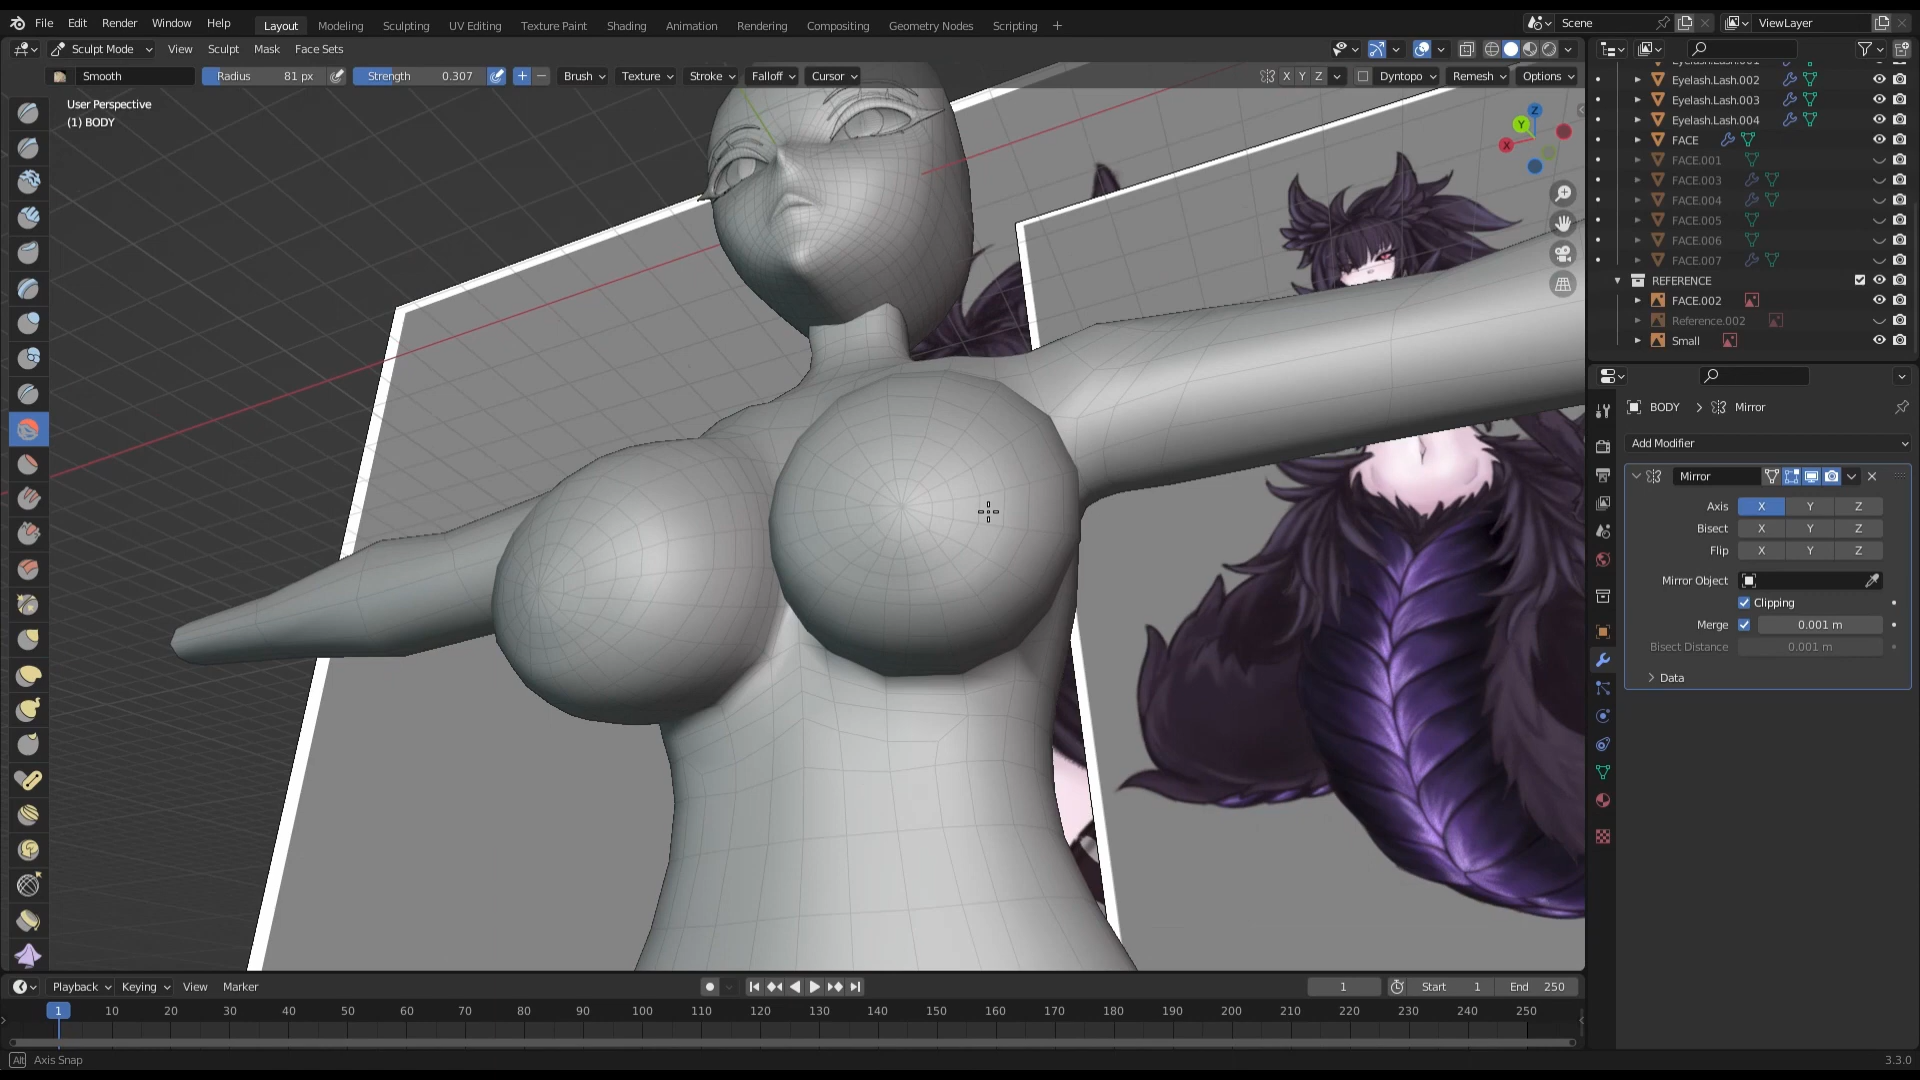 File Edit Render Window Help Layout Modeling Sculpting UV Editing Texture Paint Shading Animation Rendering Compositing Geometry Nodes Scripting + Scene ViewLayer
Sculpt Mode View Sculpt Mask Face Sets
Smooth Radius 81 px Strength 0.307 Brush Texture Stroke Falloff Cursor X Y Z Dyntopo Remesh Options
User Perspective
(1) BODY
Z
Y
X
Eyelash.Lash.001
Eyelash.Lash.002
Eyelash.Lash.003
Eyelash.Lash.004
FACE
FACE.001
FACE.003
FACE.004
FACE.005
FACE.006
FACE.007
REFERENCE
FACE.002
Reference.002
Small
BODY > Mirror
Add Modifier
Mirror
Axis X Y Z
Bisect X Y Z
Flip X Y Z
Mirror Object
Clipping
Merge 0.001 m
Bisect Distance 0.001 m
Data
Playback Keying View Marker 1 Start 1 End 250
1 10 20 30 40 50 60 70 80 90 100 110 120 130 140 150 160 170 180 190 200 210 220 230 240 250
Alt Axis Snap 3.3.0